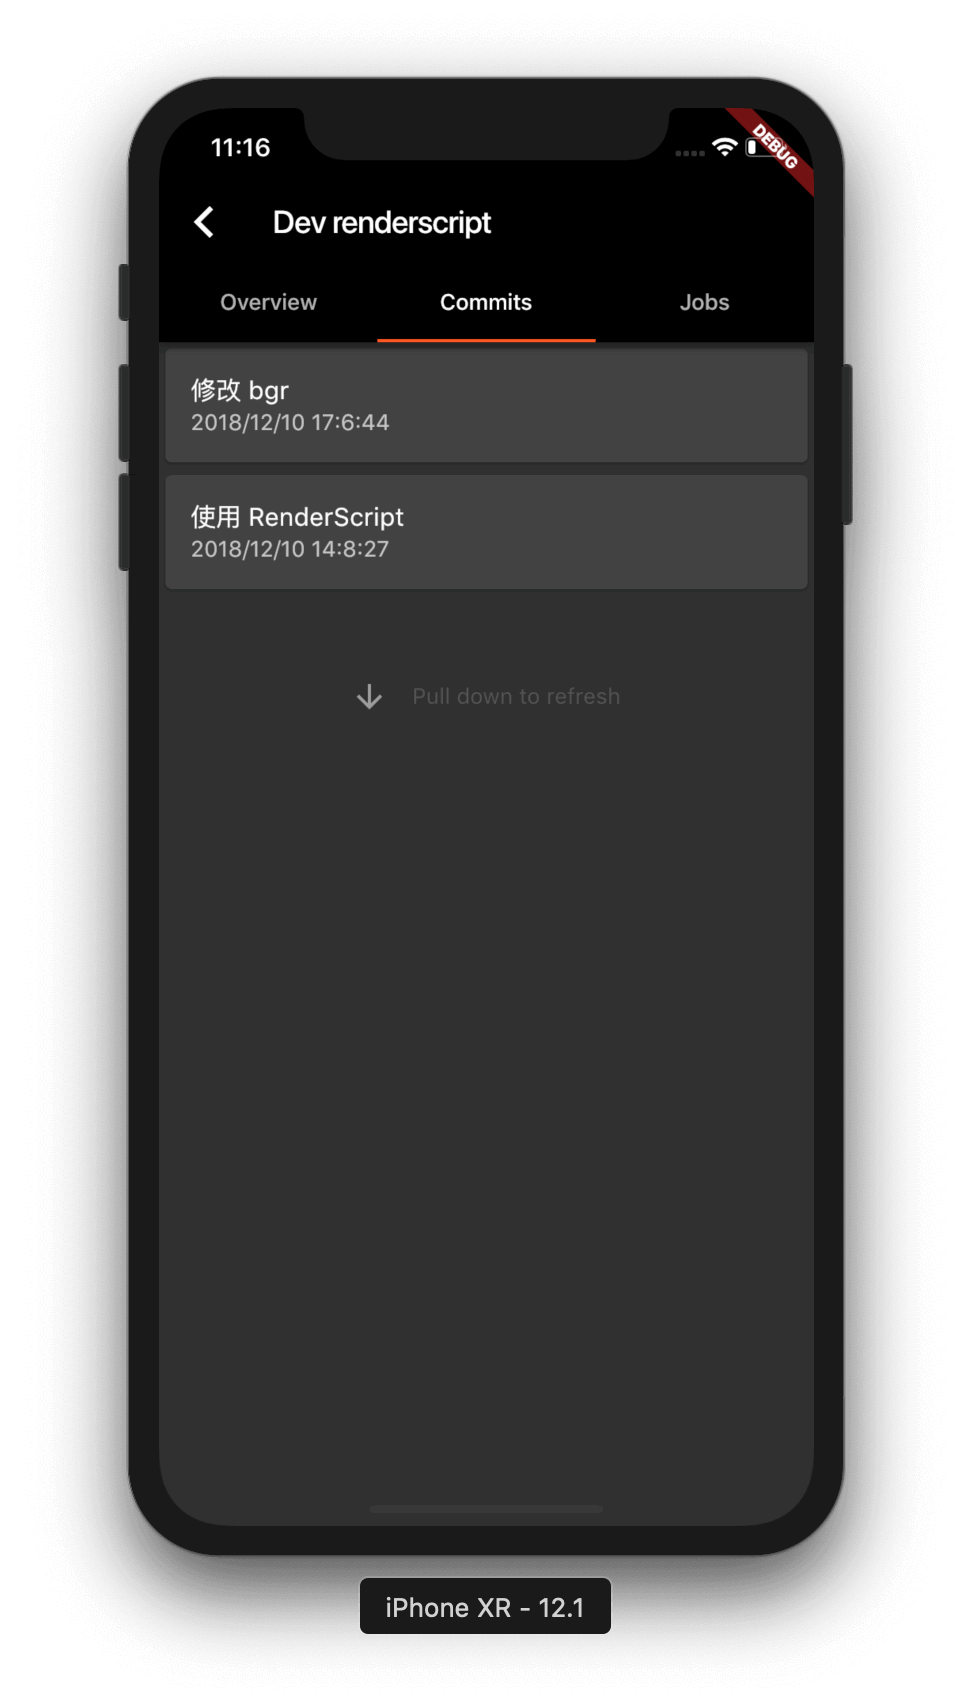 11:16
DEBUG
Dev renderscript
Overview
Commits
Jobs
修改 bgr
2018/12/10 17:6:44
使用 RenderScript
2018/12/10 14:8:27
Pull down to refresh
iPhone XR - 12.1